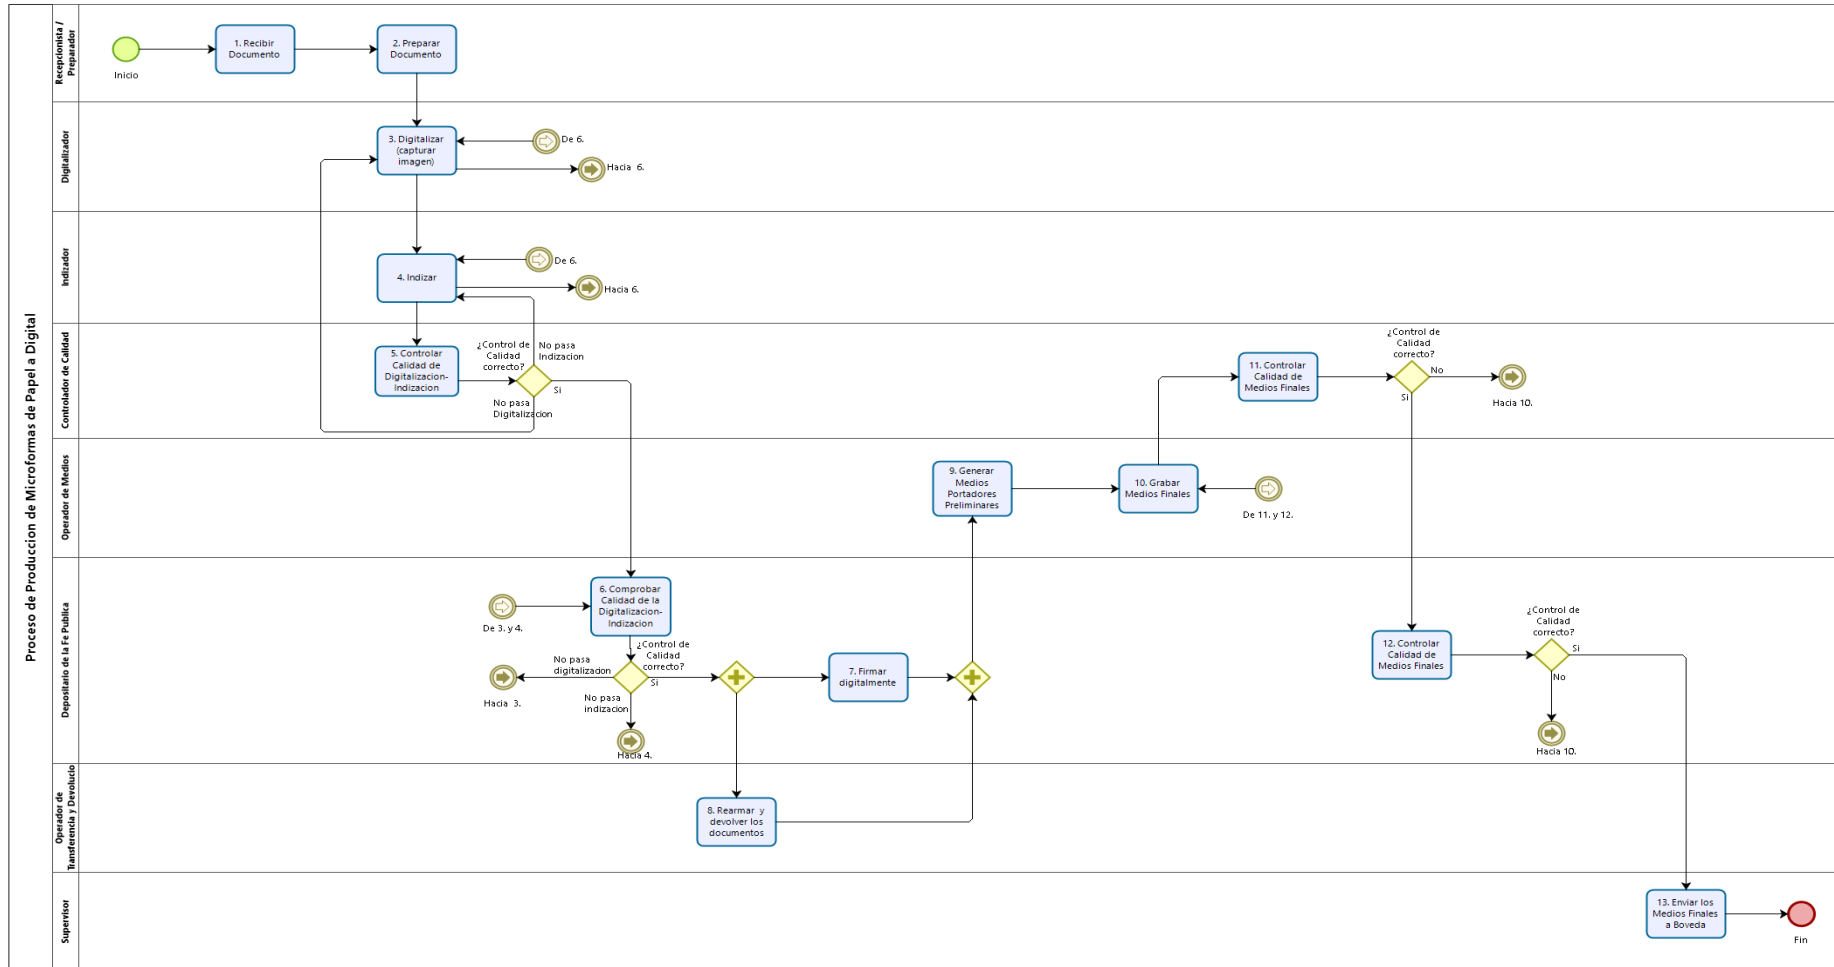 Proceso de Produccion de Microformas de Papel a Digital
Recepcionista /
Preparador
Inicio
1. Recibir
Documento
2. Preparar
Documento
Digitalizador
3. Digitalizar
(capturar
imagen)
De 6.
Hacia 6.
Indizador
4. Indizar
De 6.
Hacia 6.
Controlador de Calidad
5. Controlar
Calidad de
Digitalizacion-
Indizacion
¿Control de
Calidad
correcto?
No pasa
Indizacion
Si
No pasa
Digitalizacion
11. Controlar
Calidad de
Medios Finales
¿Control de
Calidad
correcto?
No
Si
Hacia 10.
Operador de Medios
9. Generar
Medios
Portadores
Preliminares
10. Grabar
Medios Finales
De 11. y 12.
Depositario de la Fe Publica
6. Comprobar
Calidad de la
Digitalizacion-
Indizacion
De 3. y 4.
¿Control de
Calidad
correcto?
No pasa
digitalizacion
Si
Hacia 3.
No pasa
indizacion
Hacia 4.
7. Firmar
digitalmente
12. Controlar
Calidad de
Medios Finales
¿Control de
Calidad
correcto?
Si
No
Hacia 10.
Operador de
Transferencia y Devolucio
8. Rearmar y
devolver los
documentos
Supervisor
13. Enviar los
Medios Finales
a Boveda
Fin